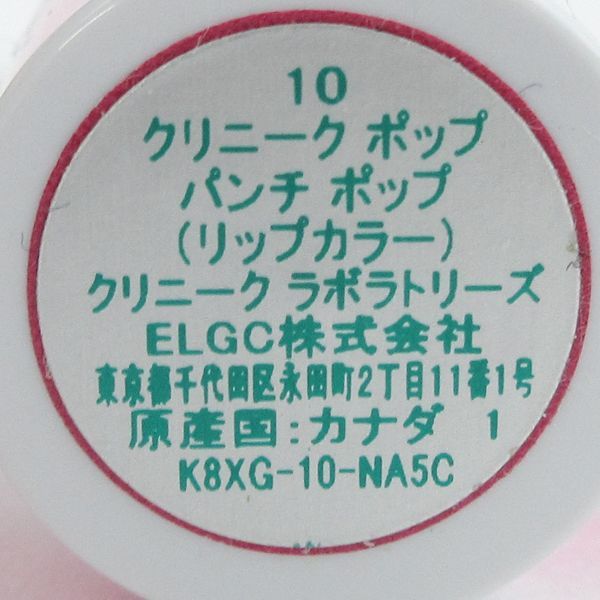 10
クリニーク ポップ
パンチ ポップ
(リップカラー)
クリニーク ラボラトリーズ
ELGC株式会社
東京都千代田区永田町2丁目11番1号
原産国:カナダ 1
K8XG-10-NA5C